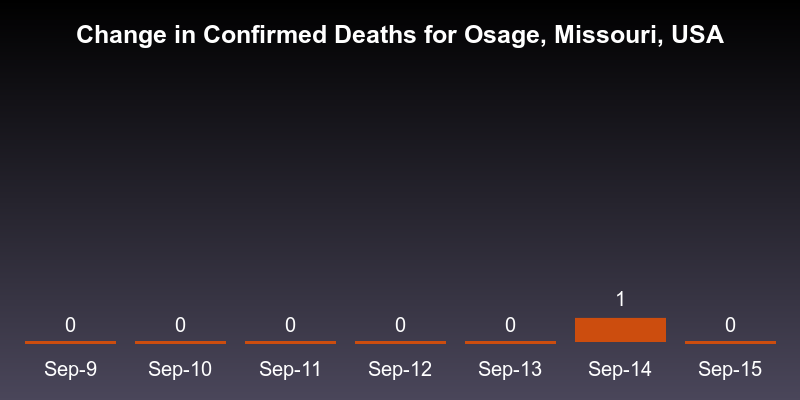 Change in Confirmed Deaths for Osage, Missouri, USA
1
0 0 0 0 0 0
Sep-9 Sep-10 Sep-11 Sep-12 Sep-13 Sep-14 Sep-15